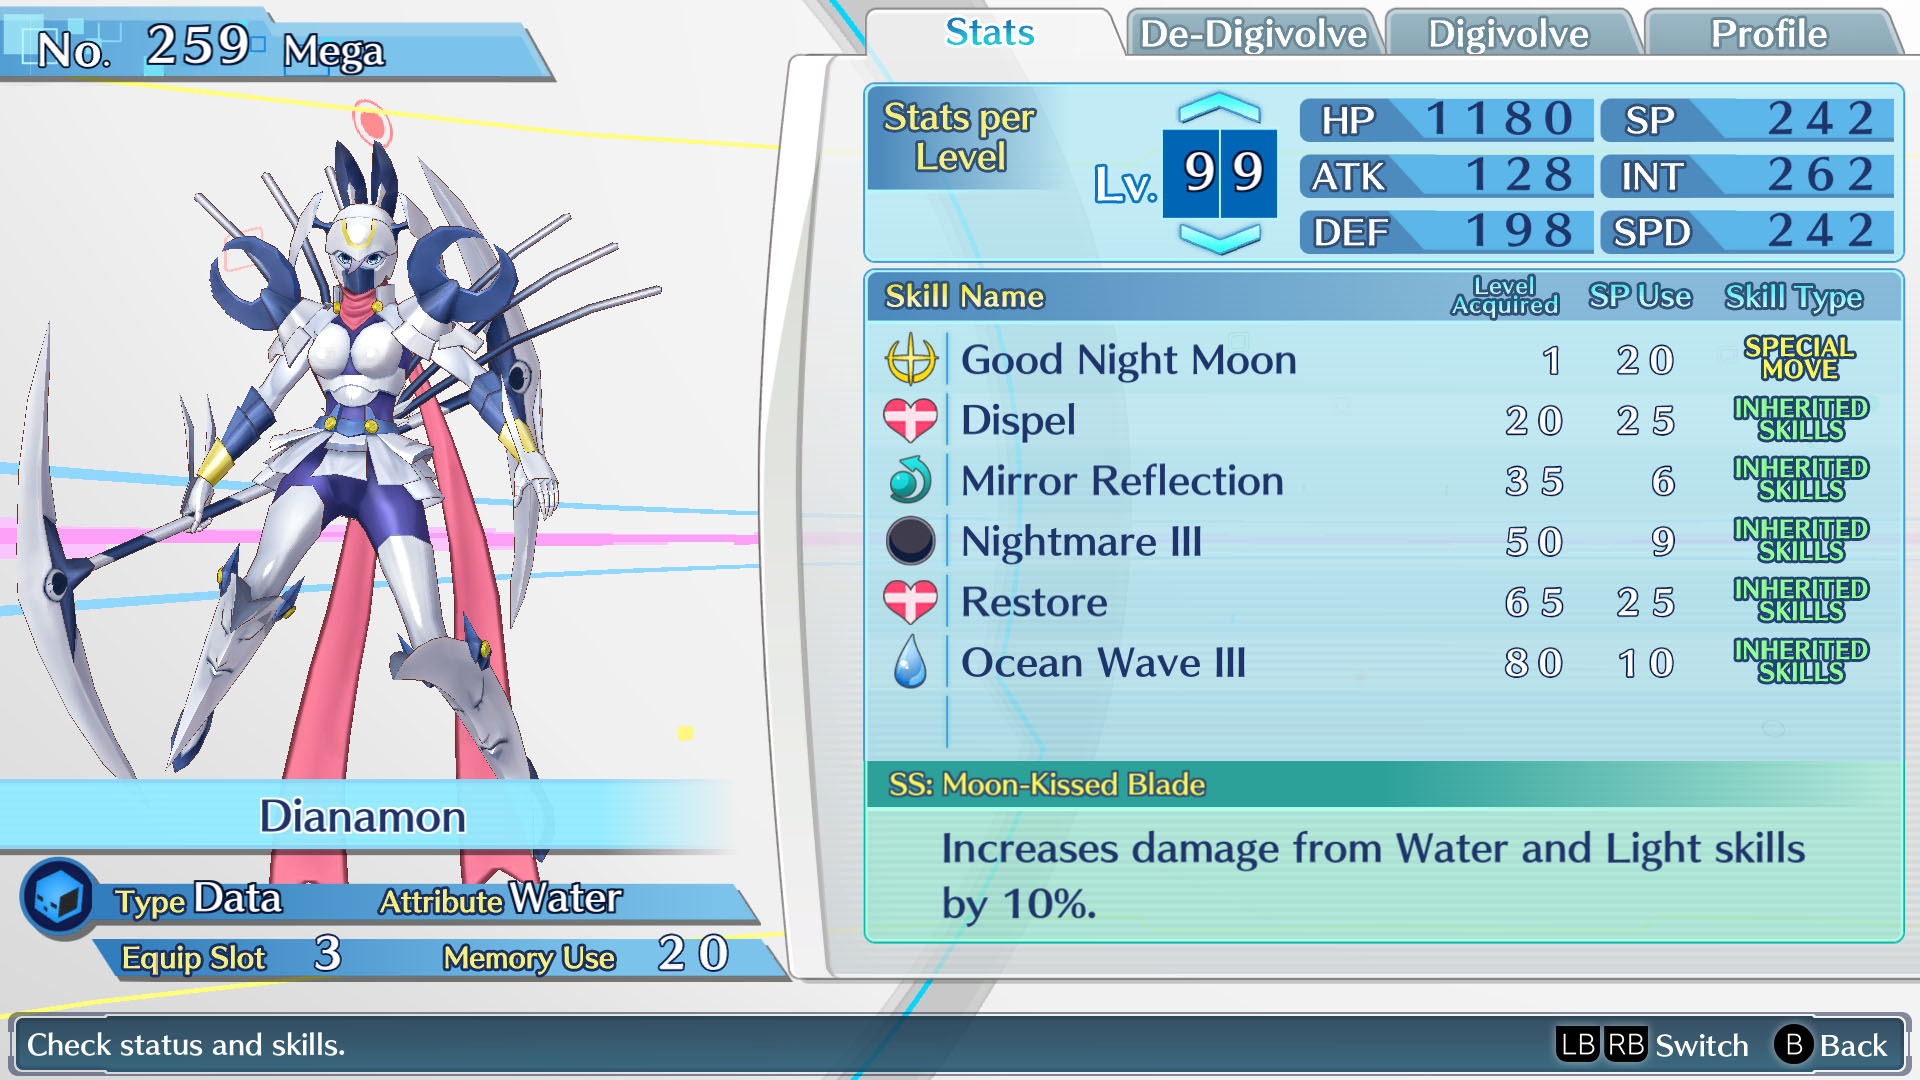 No. 259 Mega
Stats
De-Digivolve
Digivolve
Profile
Stats per
Level
Lv. 99
HP 1180
SP 242
ATK 128
INT 262
DEF 198
SPD 242
Skill Name
Level
Acquired
SP Use
Skill Type
Good Night Moon 1 20 SPECIAL
MOVE
Dispel 20 25 INHERITED
SKILLS
Mirror Reflection 35 6 INHERITED
SKILLS
Nightmare III 50 9 INHERITED
SKILLS
Restore 65 25 INHERITED
SKILLS
Ocean Wave III 80 10 INHERITED
SKILLS
SS: Moon-Kissed Blade
Increases damage from Water and Light skills
by 10%.
Dianamon
Type Data Attribute Water
Equip Slot 3 Memory Use 20
Check status and skills.
LB RB Switch B Back